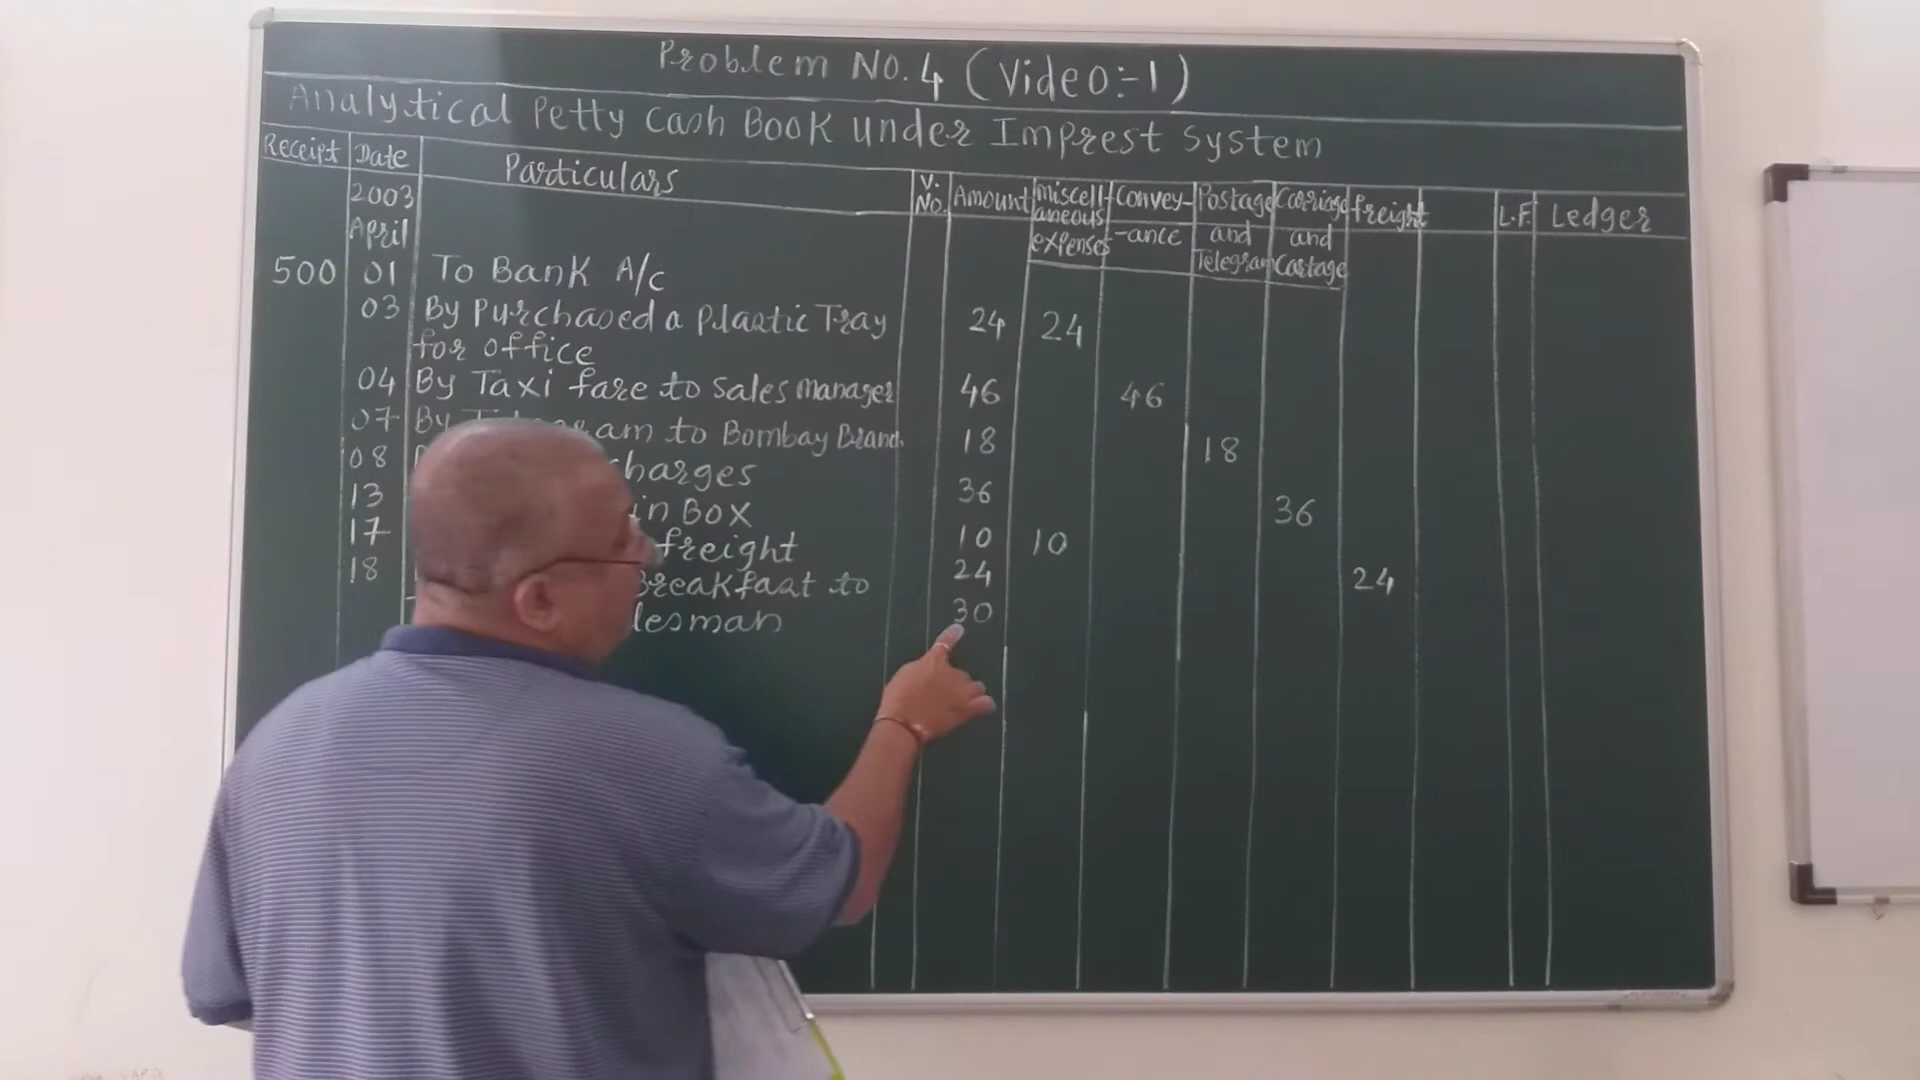 Problem No. 4 (Video:-1)
Analytical Petty Cash Book under Imprest System
Receipt Date Particulars V. No. Amount miscell-aneous expenses Convey--ance Postage and Telegram Carriage and Cartage freight L.F. Ledger
2003
April
500 01 To Bank A/c
03 By Purchased a Plastic Tray 24 24
for office
04 By Taxi fare to Sales Manager 46 46
07 By am to Bombay Branch 18 18
08 charges 36 36
13 in Box 10 10
17 freight 24 24
18 Breakfast to 30
lesman